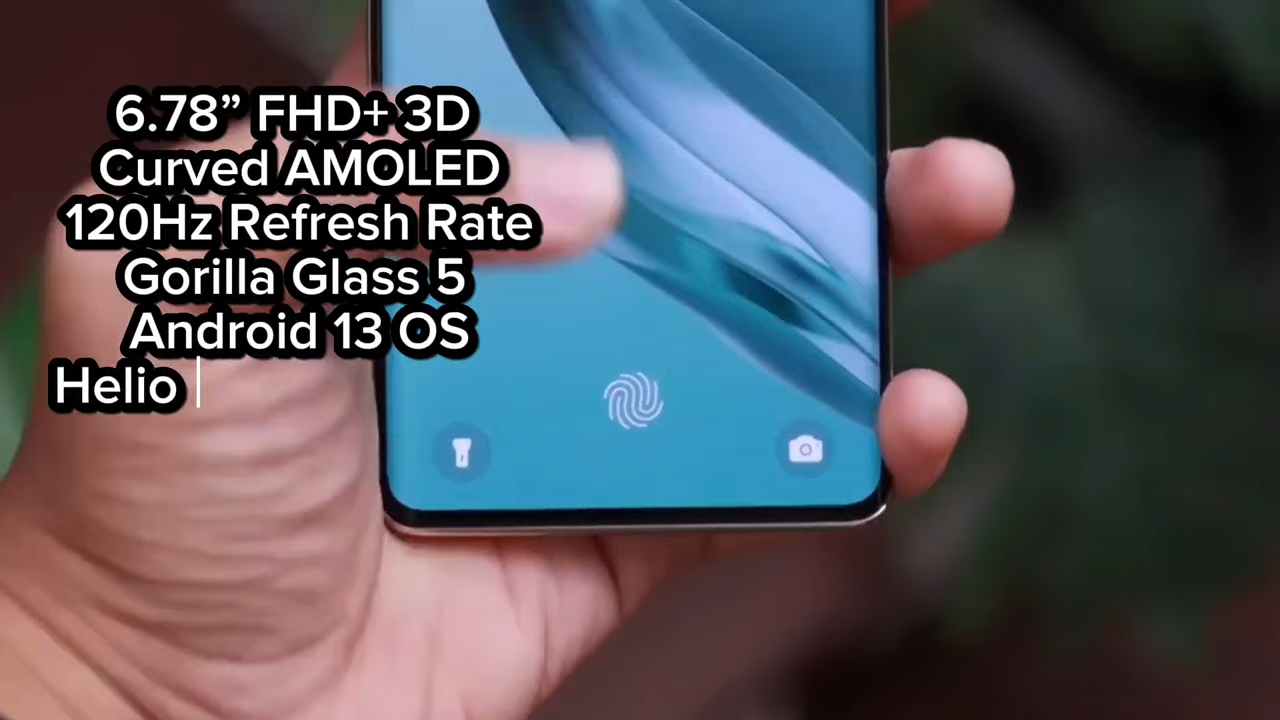 6.78” FHD+ 3D
Curved AMOLED
120Hz Refresh Rate
Gorilla Glass 5
Android 13 OS
Helio